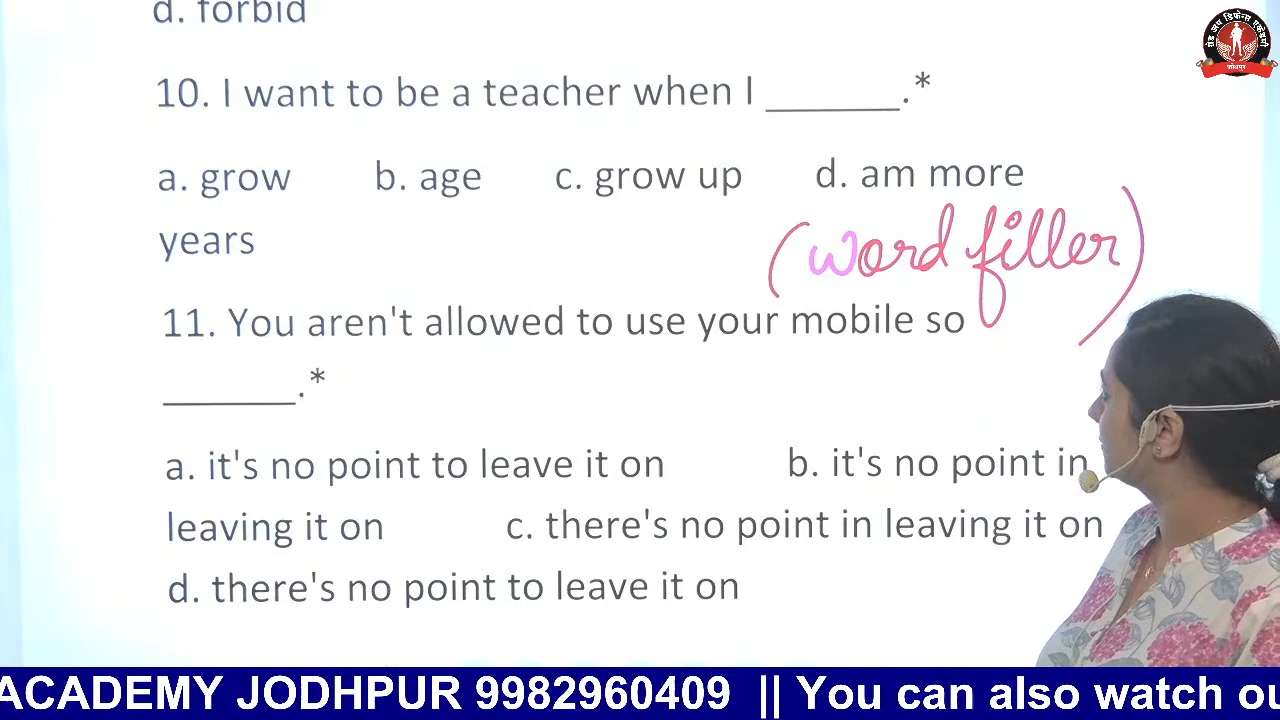 d. forbid
10. I want to be a teacher when I _______.*
a. grow b. age c. grow up d. am more
years
(word filler)
11. You aren't allowed to use your mobile so
_______.*
a. it's no point to leave it on b. it's no point in
leaving it on c. there's no point in leaving it on
d. there's no point to leave it on
ACADEMY JODHPUR 9982960409 || You can also watch ou